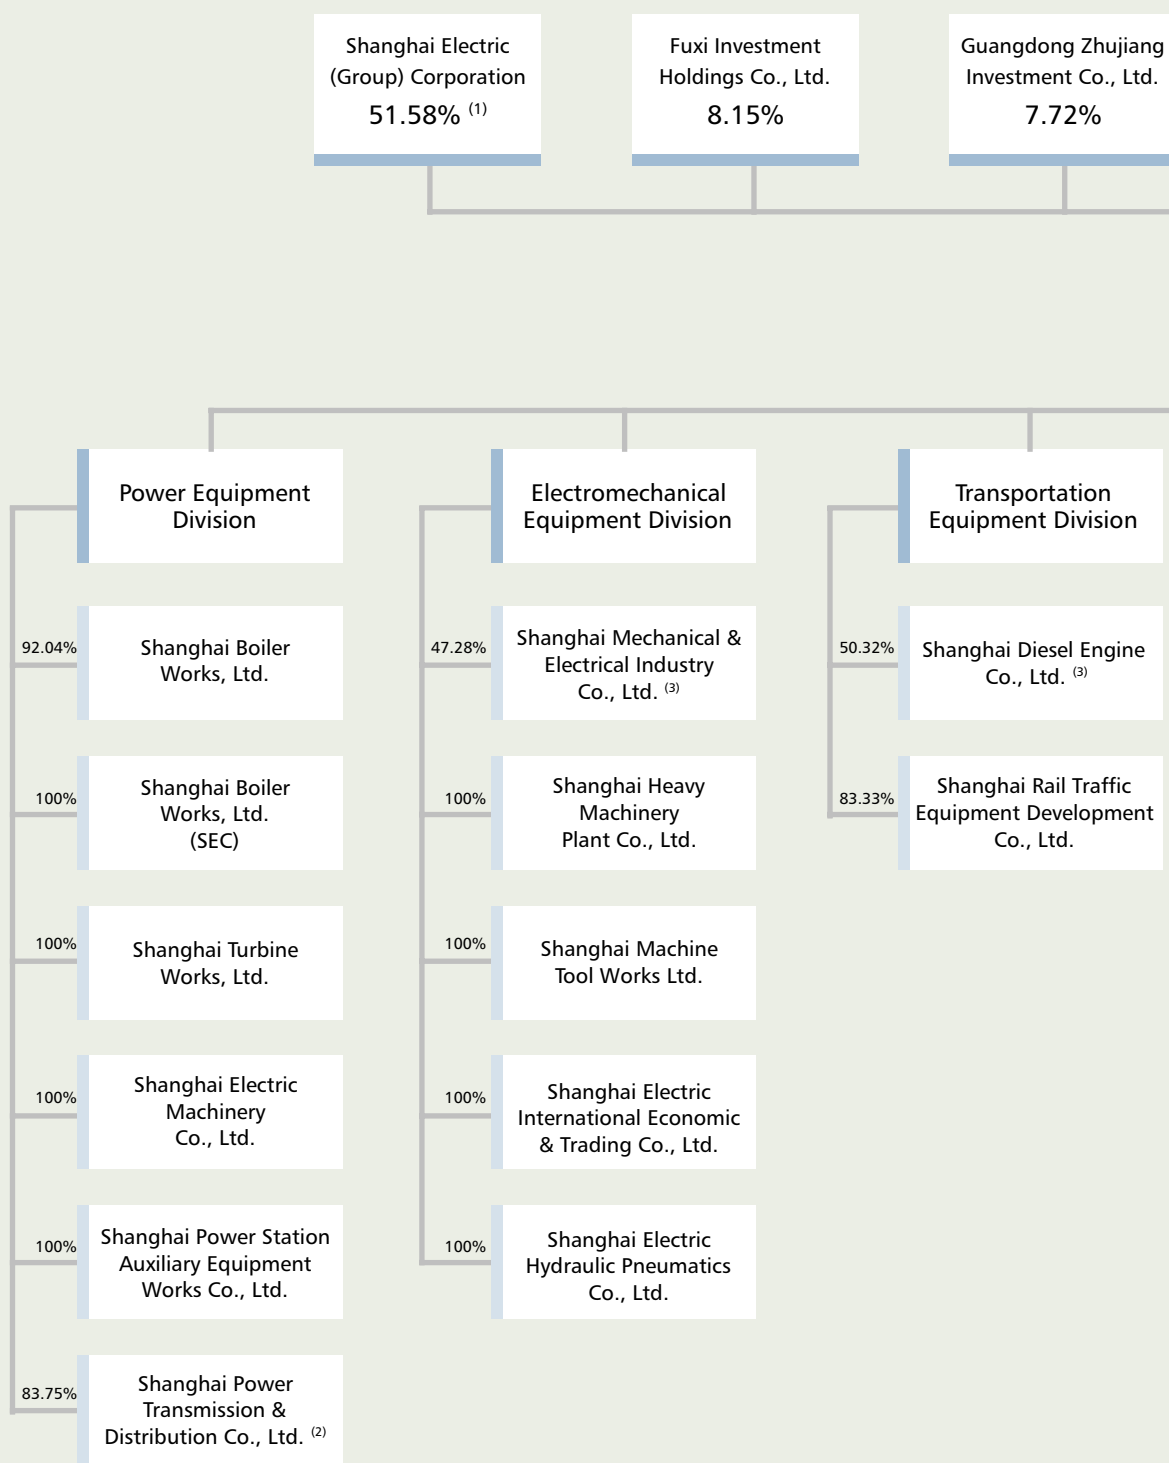 Shanghai Electric
(Group) Corporation
51.58% (1)
Fuxi Investment
Holdings Co., Ltd.
8.15%
Guangdong Zhujiang
Investment Co., Ltd.
7.72%
Power Equipment
Division
92.04%
Shanghai Boiler
Works, Ltd.
100%
Shanghai Boiler
Works, Ltd.
(SEC)
100%
Shanghai Turbine
Works, Ltd.
100%
Shanghai Electric
Machinery
Co., Ltd.
100%
Shanghai Power Station
Auxiliary Equipment
Works Co., Ltd.
83.75%
Shanghai Power
Transmission &
Distribution Co., Ltd. (2)
Electromechanical
Equipment Division
47.28%
Shanghai Mechanical &
Electrical Industry
Co., Ltd. (3)
100%
Shanghai Heavy
Machinery
Plant Co., Ltd.
100%
Shanghai Machine
Tool Works Ltd.
100%
Shanghai Electric
International Economic
& Trading Co., Ltd.
100%
Shanghai Electric
Hydraulic Pneumatics
Co., Ltd.
Transportation
Equipment Division
50.32%
Shanghai Diesel Engine
Co., Ltd. (3)
83.33%
Shanghai Rail Traffic
Equipment Development
Co., Ltd.